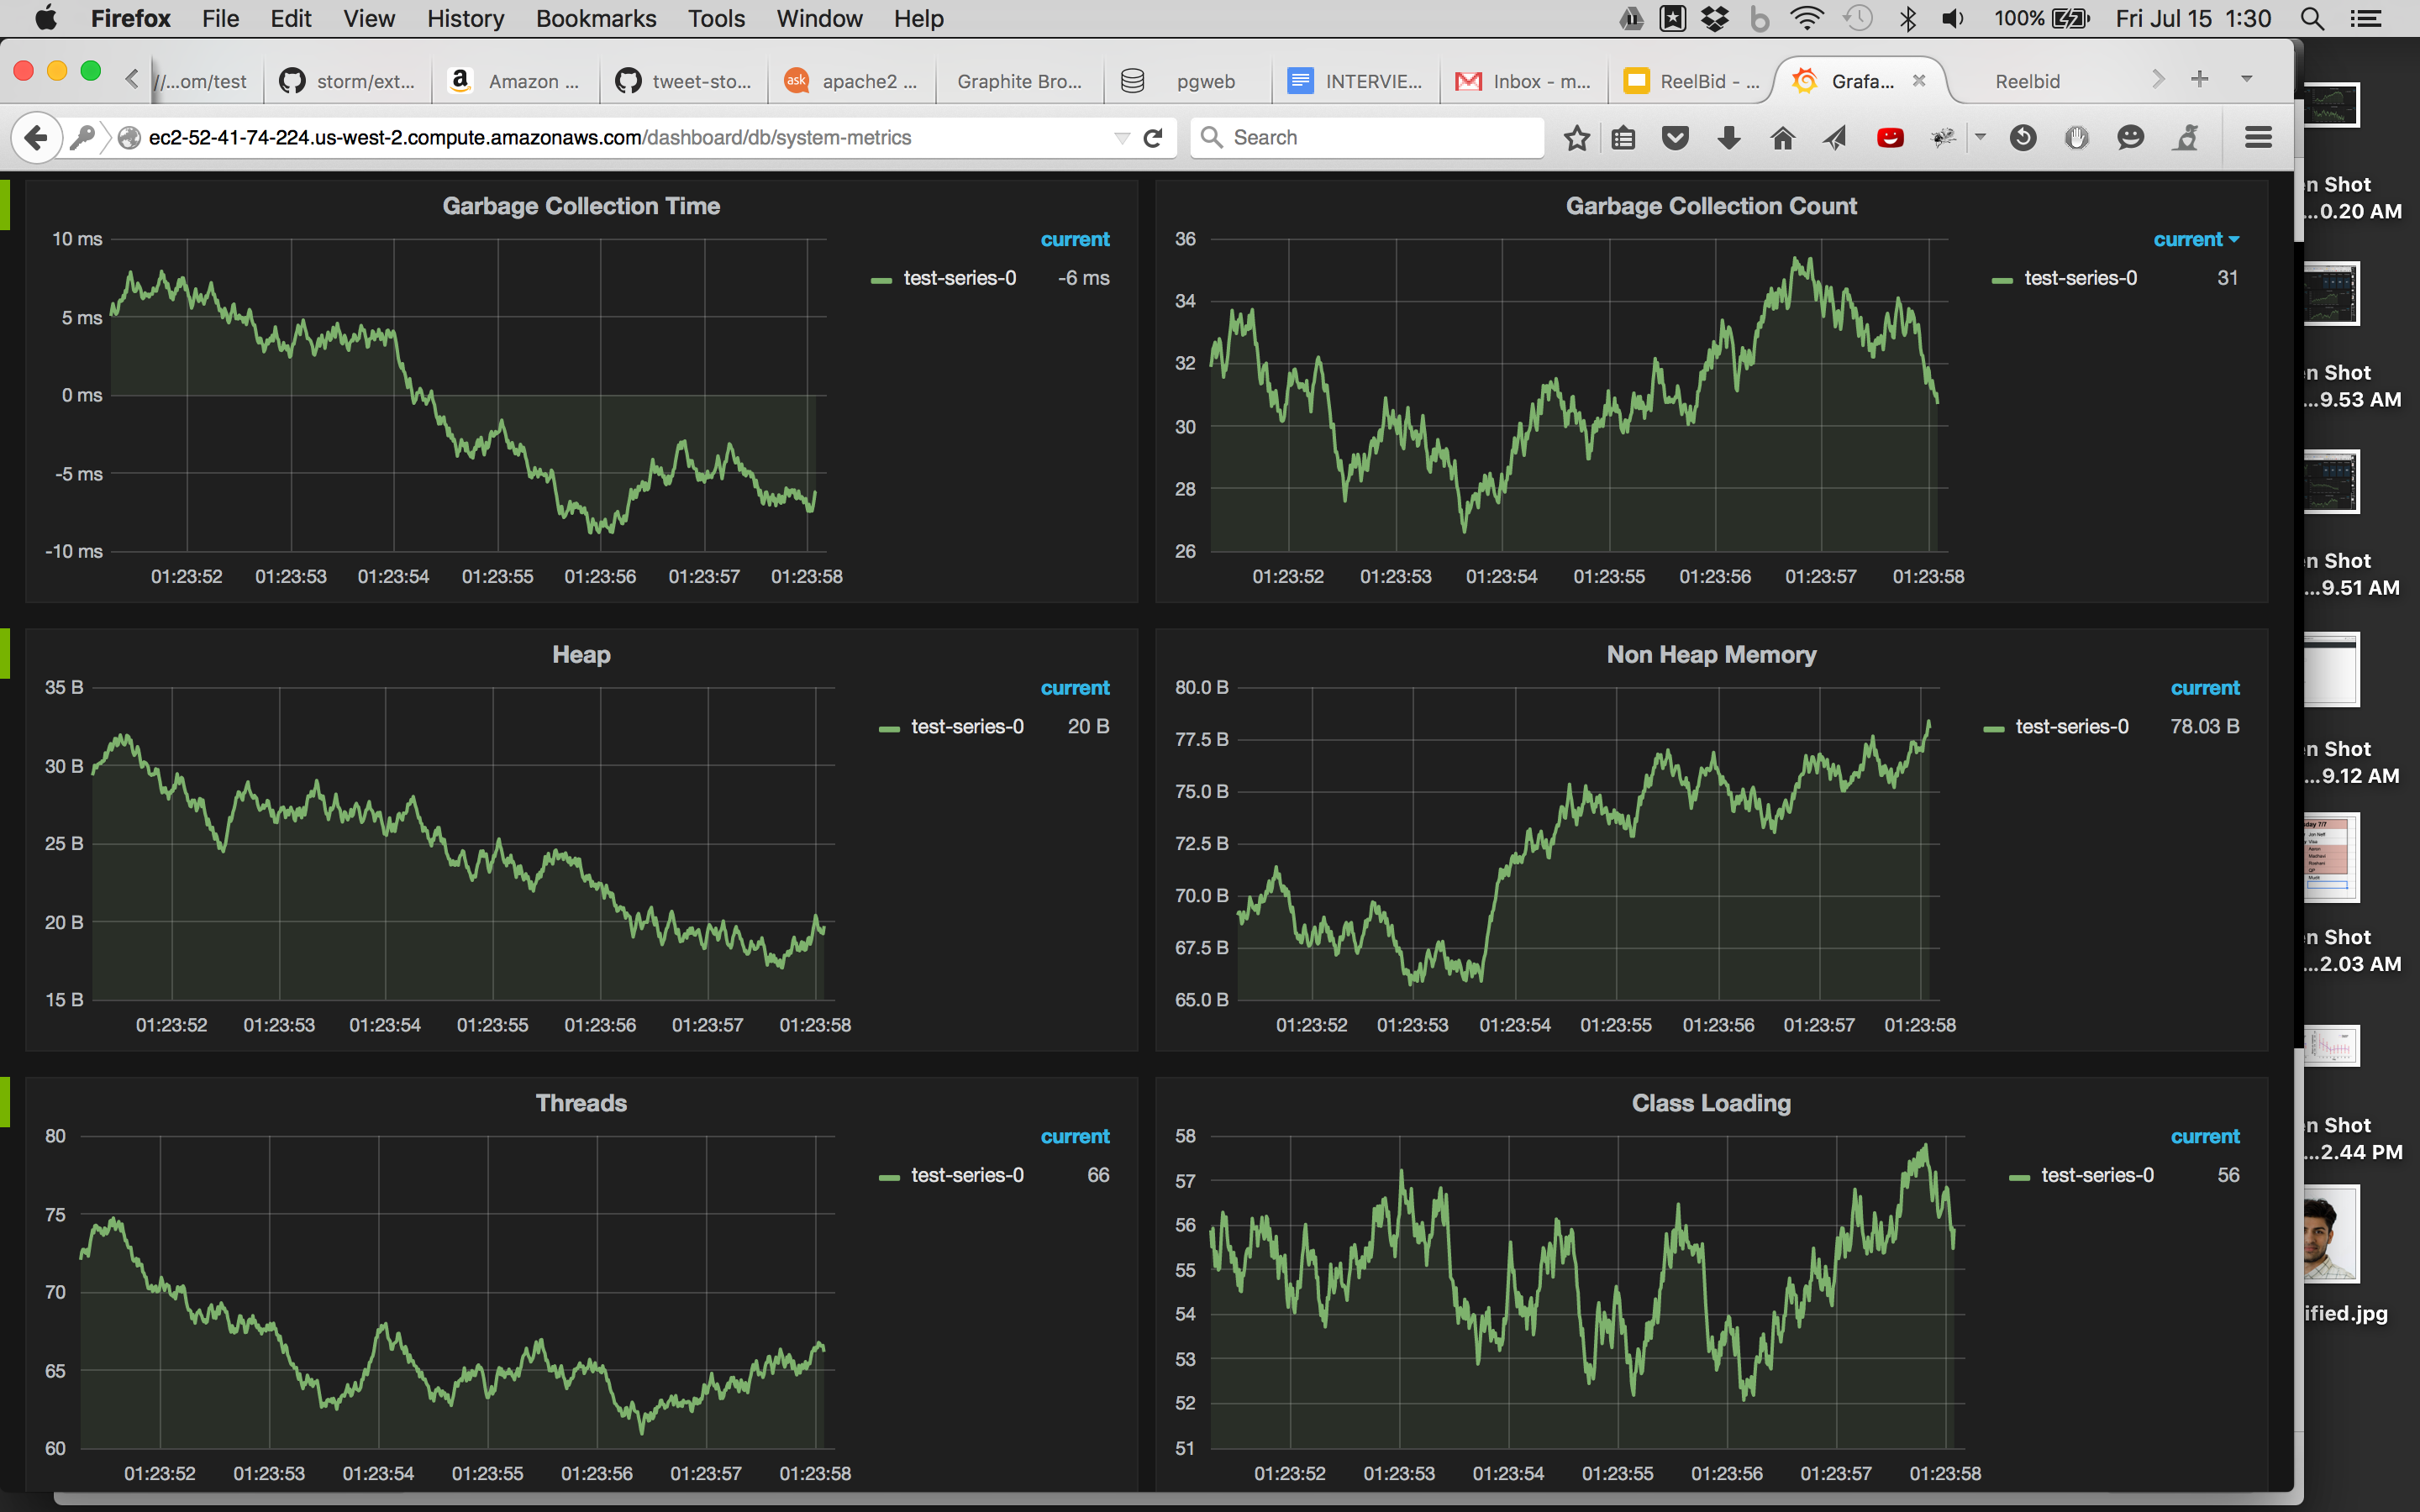 Firefox File Edit View History Bookmarks Tools Window Help 100% Fri Jul 15 1:30
//...om/test storm/ext... Amazon ... tweet-sto... ask apache2 ... Graphite Bro... pgweb INTERVIE... Inbox - m... ReelBid - ... Grafa... Reelbid
ec2-52-41-74-224.us-west-2.compute.amazonaws.com/dashboard/db/system-metrics Search
Garbage Collection Time
current
test-series-0 -6 ms
10 ms
5 ms
0 ms
-5 ms
-10 ms
01:23:52 01:23:53 01:23:54 01:23:55 01:23:56 01:23:57 01:23:58
Garbage Collection Count
current
test-series-0 31
36
34
32
30
28
26
01:23:52 01:23:53 01:23:54 01:23:55 01:23:56 01:23:57 01:23:58
Heap
current
test-series-0 20 B
35 B
30 B
25 B
20 B
15 B
01:23:52 01:23:53 01:23:54 01:23:55 01:23:56 01:23:57 01:23:58
Non Heap Memory
current
test-series-0 78.03 B
80.0 B
77.5 B
75.0 B
72.5 B
70.0 B
67.5 B
65.0 B
01:23:52 01:23:53 01:23:54 01:23:55 01:23:56 01:23:57 01:23:58
Threads
current
test-series-0 66
80
75
70
65
60
01:23:52 01:23:53 01:23:54 01:23:55 01:23:56 01:23:57 01:23:58
Class Loading
current
test-series-0 56
58
57
56
55
54
53
52
51
01:23:52 01:23:53 01:23:54 01:23:55 01:23:56 01:23:57 01:23:58
n Shot
...0.20 AM
n Shot
...9.53 AM
n Shot
...9.51 AM
n Shot
...9.12 AM
day 7/7
n Shot
...2.03 AM
n Shot
...2.44 PM
ified.jpg